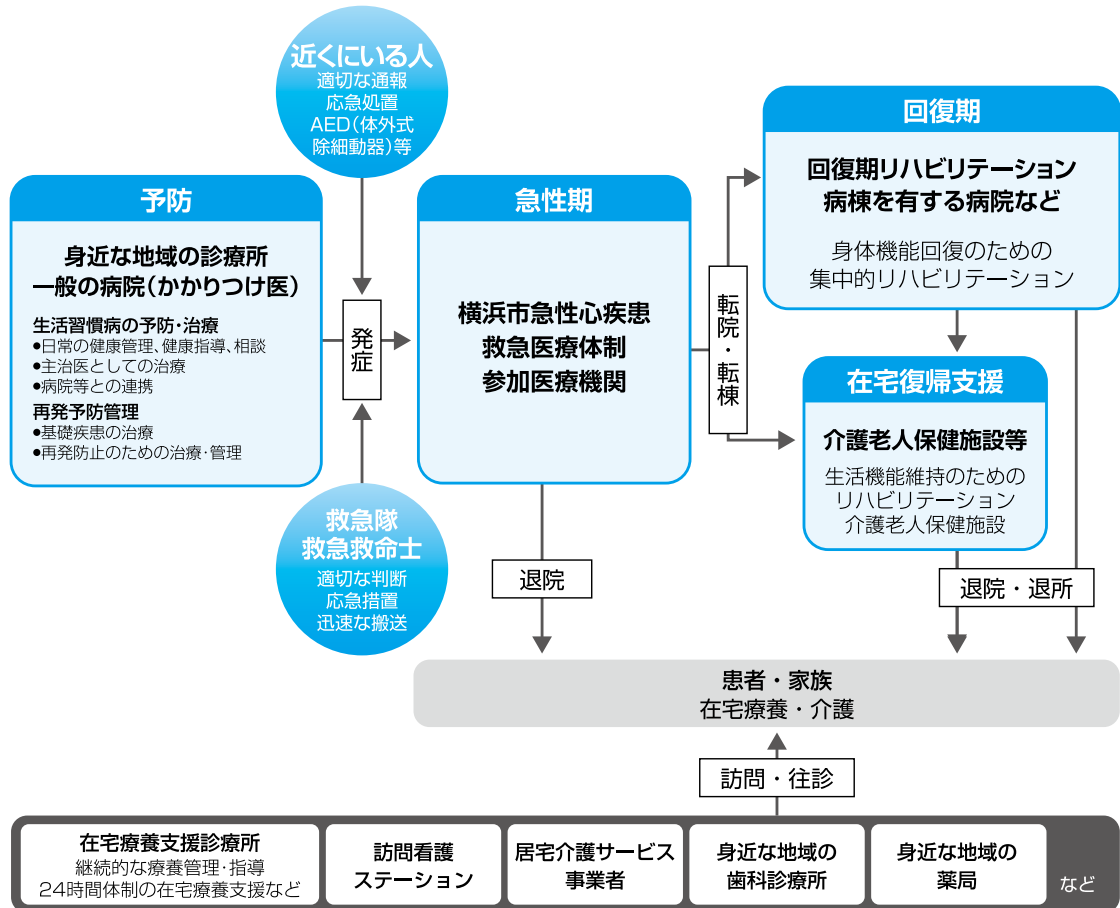 近くにいる人
適切な通報
応急処置
AED(体外式
除細動器)等
予防
身近な地域の診療所
一般の病院(かかりつけ医)
生活習慣病の予防・治療
●日常の健康管理、健康指導、相談
●主治医としての治療
●病院等との連携
再発予防管理
●基礎疾患の治療
●再発防止のための治療・管理
発症
救急隊
救急救命士
適切な判断
応急措置
迅速な搬送
急性期
横浜市急性心疾患
救急医療体制
参加医療機関
転院・転棟
回復期
回復期リハビリテーション
病棟を有する病院など
身体機能回復のための
集中的リハビリテーション
在宅復帰支援
介護老人保健施設等
生活機能維持のための
リハビリテーション
介護老人保健施設
退院
退院・退所
患者・家族
在宅療養・介護
訪問・往診
在宅療養支援診療所
継続的な療養管理・指導
24時間体制の在宅療養支援など
訪問看護
ステーション
居宅介護サービス
事業者
身近な地域の
歯科診療所
身近な地域の
薬局
など